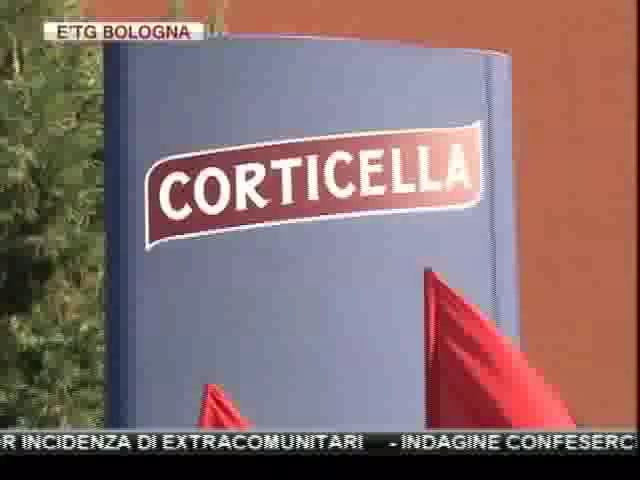 E'TG BOLOGNA
CORTICELLA
R INCIDENZA DI EXTRACOMUNITARI - INDAGINE CONFESERC